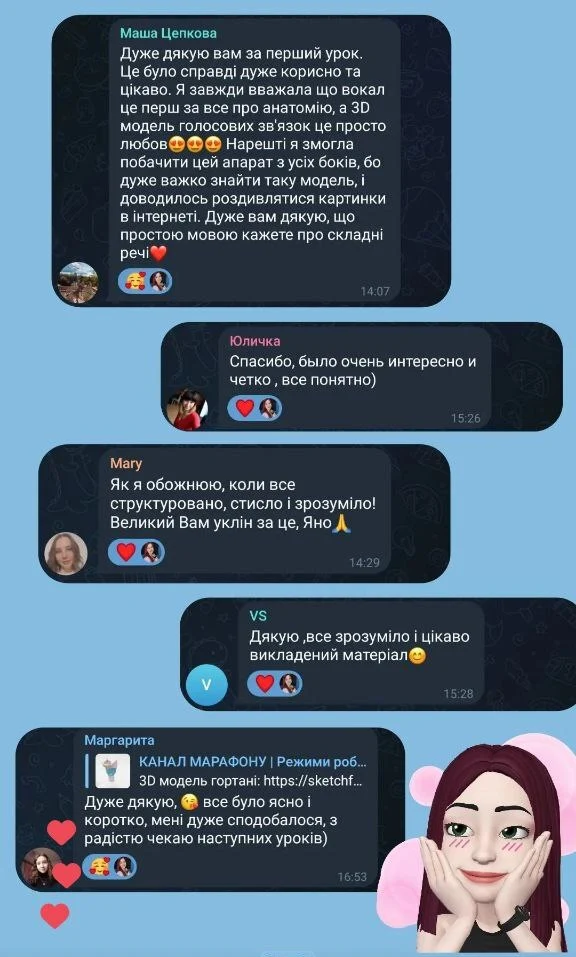 Маша Цепкова
Дуже дякую вам за перший урок.
Це було справді дуже корисно та
цікаво. Я завжди вважала що вокал
це перш за все про анатомію, а 3D
модель голосових зв'язок це просто
любов😍😍😍 Нарешті я змогла
побачити цей апарат з усіх боків, бо
дуже важко знайти таку модель, і
доводилось роздивлятися картинки
в інтернеті. Дуже вам дякую, що
простою мовою кажете про складні
речі❤️
14:07
Юличка
Спасибо, было очень интересно и
четко , все понятно)
15:26
Mary
Як я обожнюю, коли все
структуровано, стисло і зрозуміло!
Великий Вам уклін за це, Яно🙏
14:29
VS
Дякую ,все зрозуміло і цікаво
викладений матеріал😊
V
15:28
Маргарита
КАНАЛ МАРАФОНУ | Режими роб...
3D модель гортані: https://sketchf...
Дуже дякую, 😘 все було ясно і
коротко, мені дуже сподобалося, з
радістю чекаю наступних уроків)
16:53